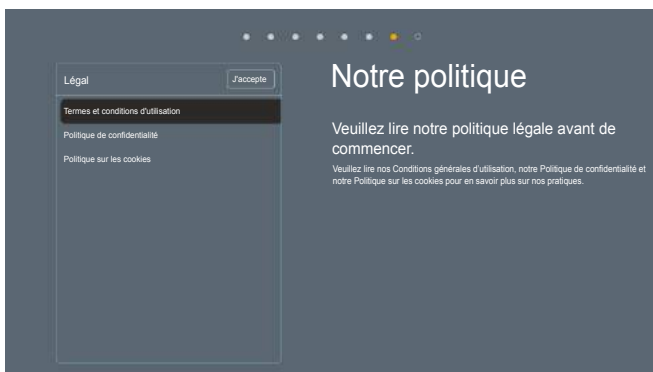 Légal
J'accepte
Termes et conditions d'utilisation
Politique de confidentialité
Politique sur les cookies
Notre politique
Veuillez lire notre politique légale avant de
commencer.
Veuillez lire nos Conditions générales d'utilisation, notre Politique de confidentialité et
notre Politique sur les cookies pour en savoir plus sur nos pratiques.